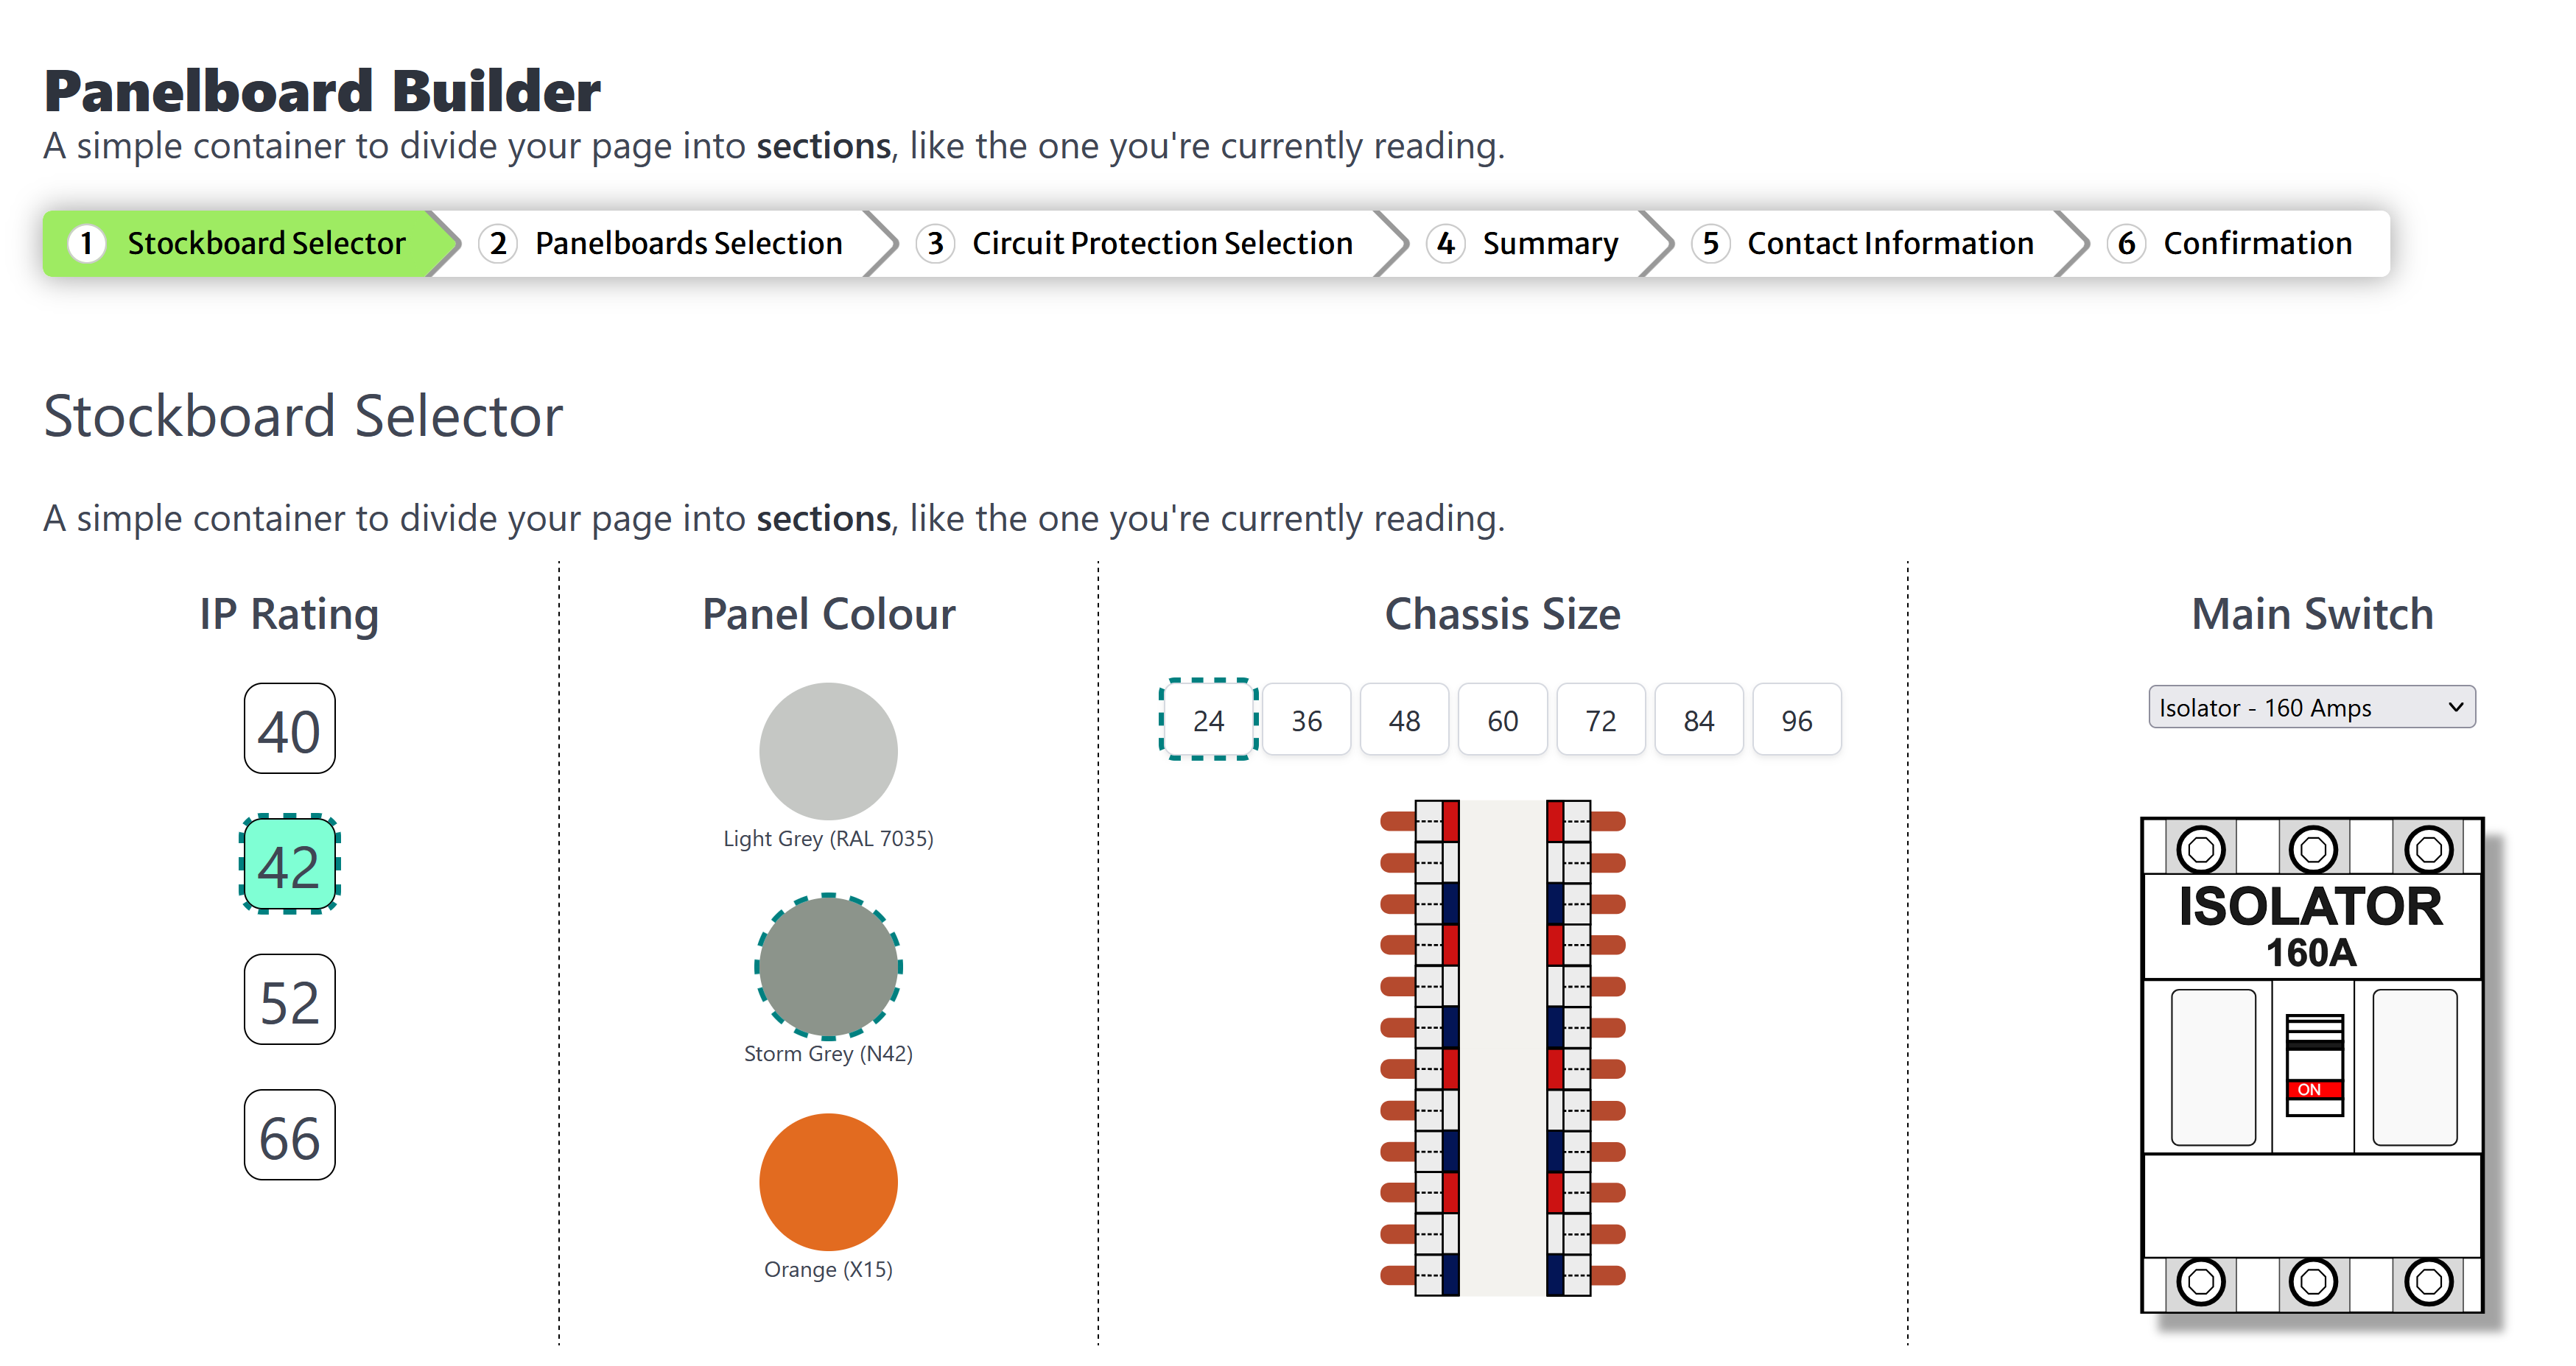 Panelboard Builder
A simple container to divide your page into sections, like the one you're currently reading.
1 Stockboard Selector 2 Panelboards Selection 3 Circuit Protection Selection 4 Summary 5 Contact Information 6 Confirmation
Stockboard Selector
A simple container to divide your page into sections, like the one you're currently reading.
IP Rating
40
42
52
66
Panel Colour
Light Grey (RAL 7035)
Storm Grey (N42)
Orange (X15)
Chassis Size
24 36 48 60 72 84 96
Main Switch
Isolator - 160 Amps
ISOLATOR
160A
ON